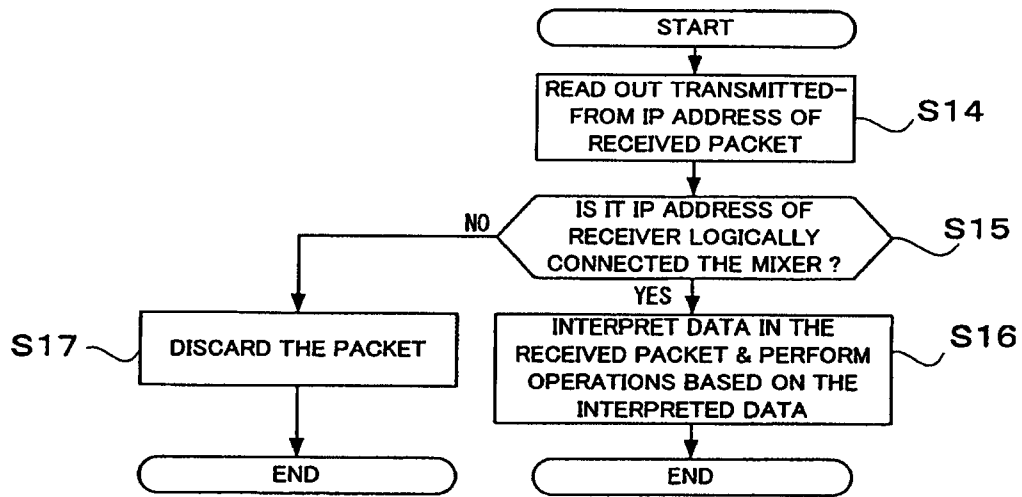 START
READ OUT TRANSMITTED-
FROM IP ADDRESS OF
RECEIVED PACKET
S14
IS IT IP ADDRESS OF
RECEIVER LOGICALLY
CONNECTED THE MIXER ?
S15
NO
YES
S17
DISCARD THE PACKET
INTERPRET DATA IN THE
RECEIVED PACKET & PERFORM
OPERATIONS BASED ON THE
INTERPRETED DATA
S16
END
END